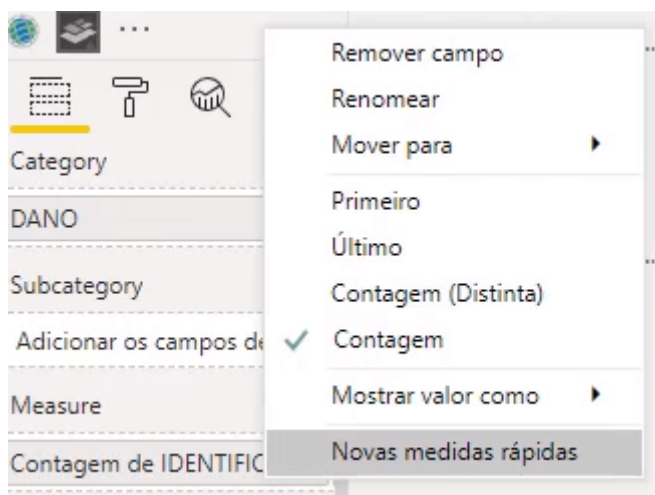 Category
DANO
Subcategory
Adicionar os campos de
Measure
Contagem de IDENTIFIC
Remover campo
Renomear
Mover para
Primeiro
Último
Contagem (Distinta)
Contagem
Mostrar valor como
Novas medidas rápidas